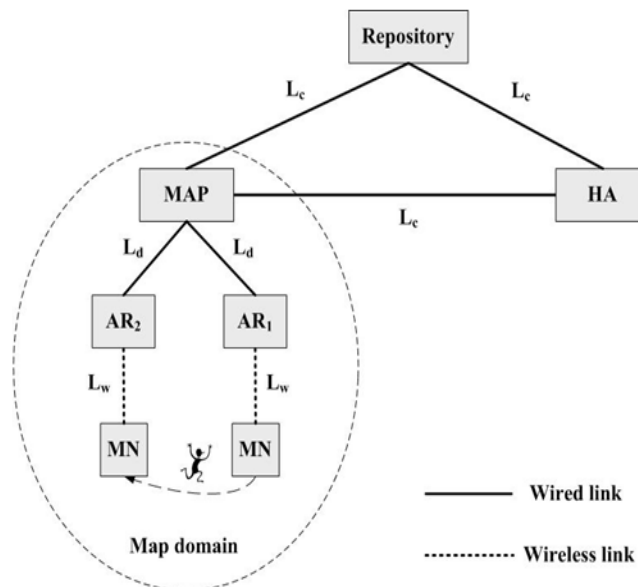 Repository
Lc
Lc
MAP
HA
Lc
Ld
Ld
AR2
AR1
Lw
Lw
MN
MN
Map domain
Wired link
Wireless link